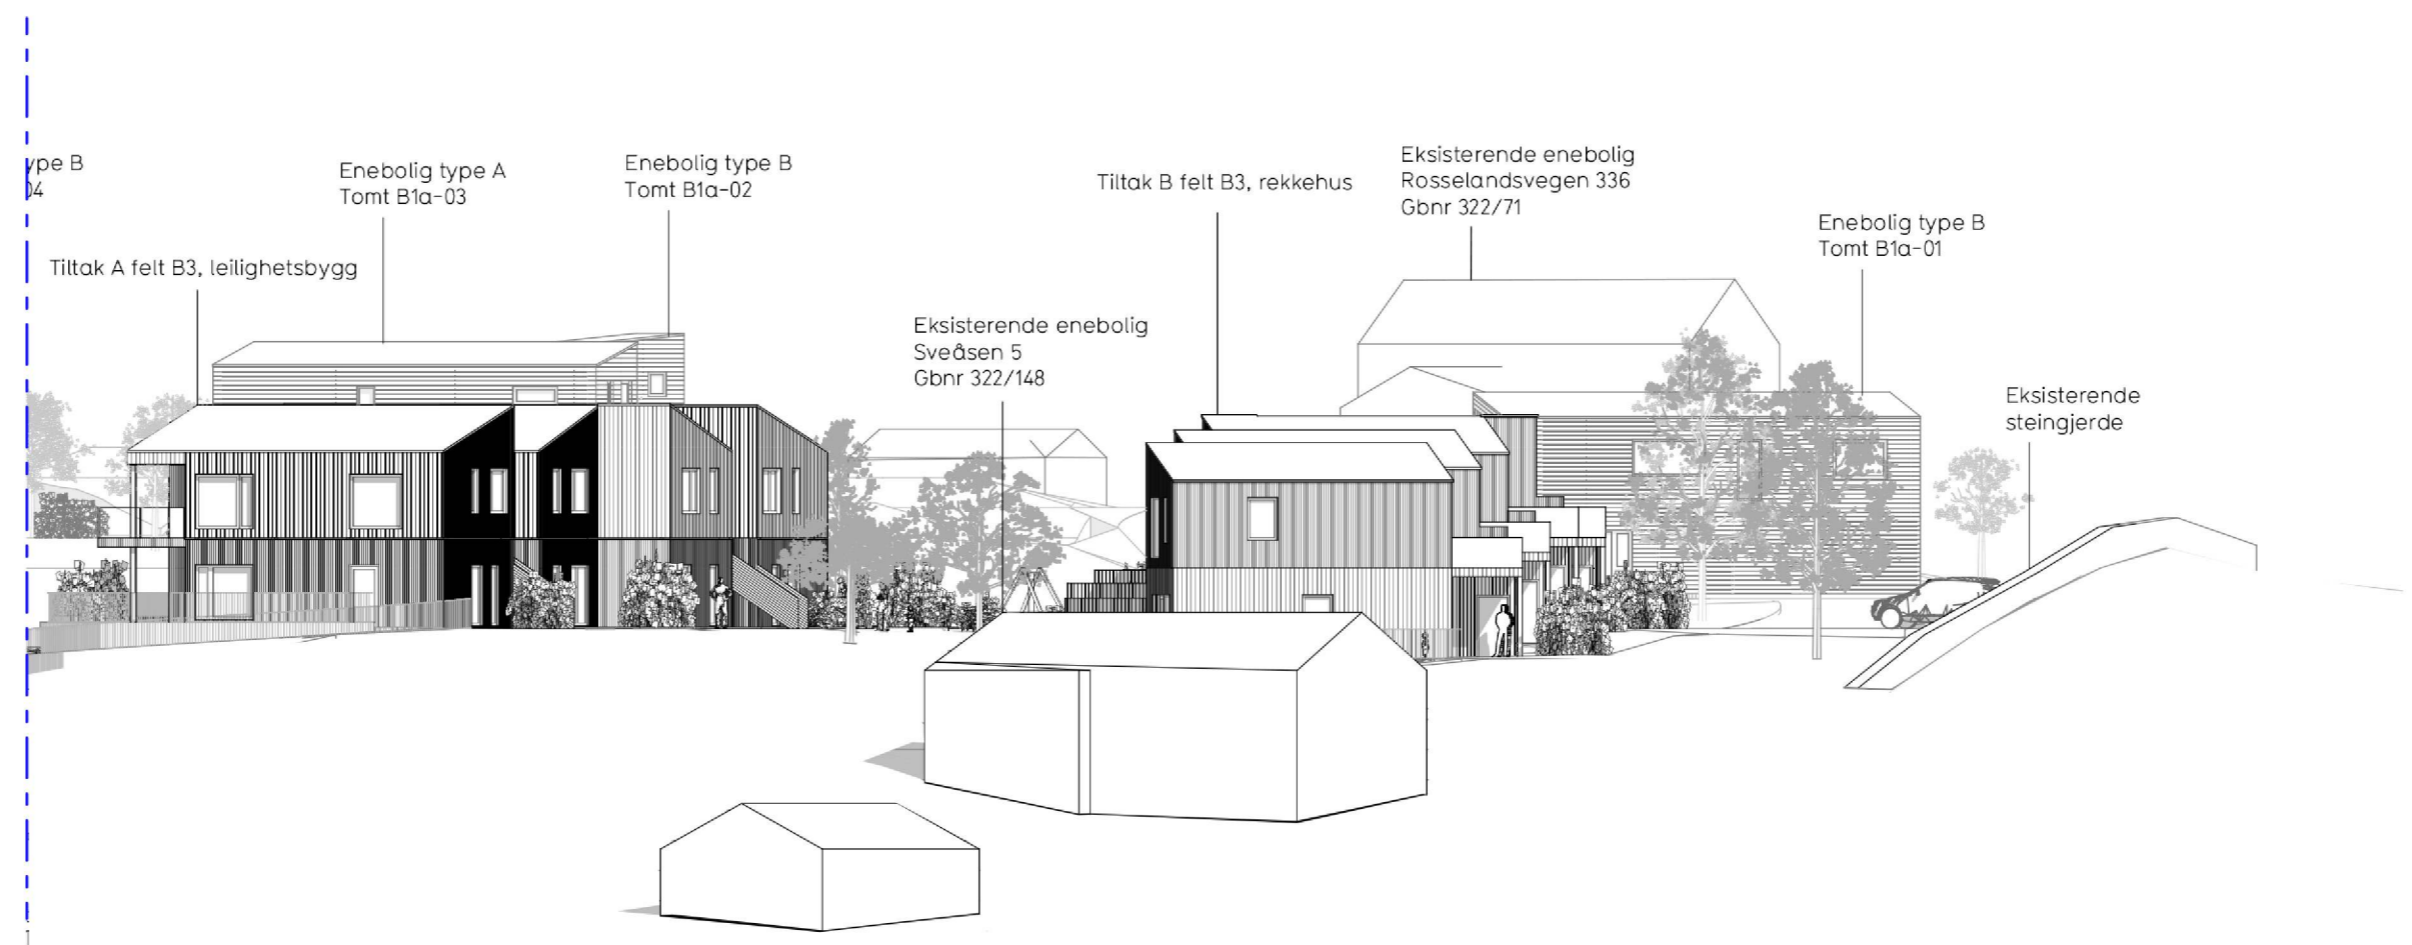 ype B
04
Enebolig type A
Tomt B1a-03
Enebolig type B
Tomt B1a-02
Tiltak A felt B3, leilighetsbygg
Eksisterende enebolig
Sveåsen 5
Gbnr 322/148
Tiltak B felt B3, rekkehus
Eksisterende enebolig
Rosselandsvegen 336
Gbnr 322/71
Enebolig type B
Tomt B1a-01
Eksisterende
steingjerde